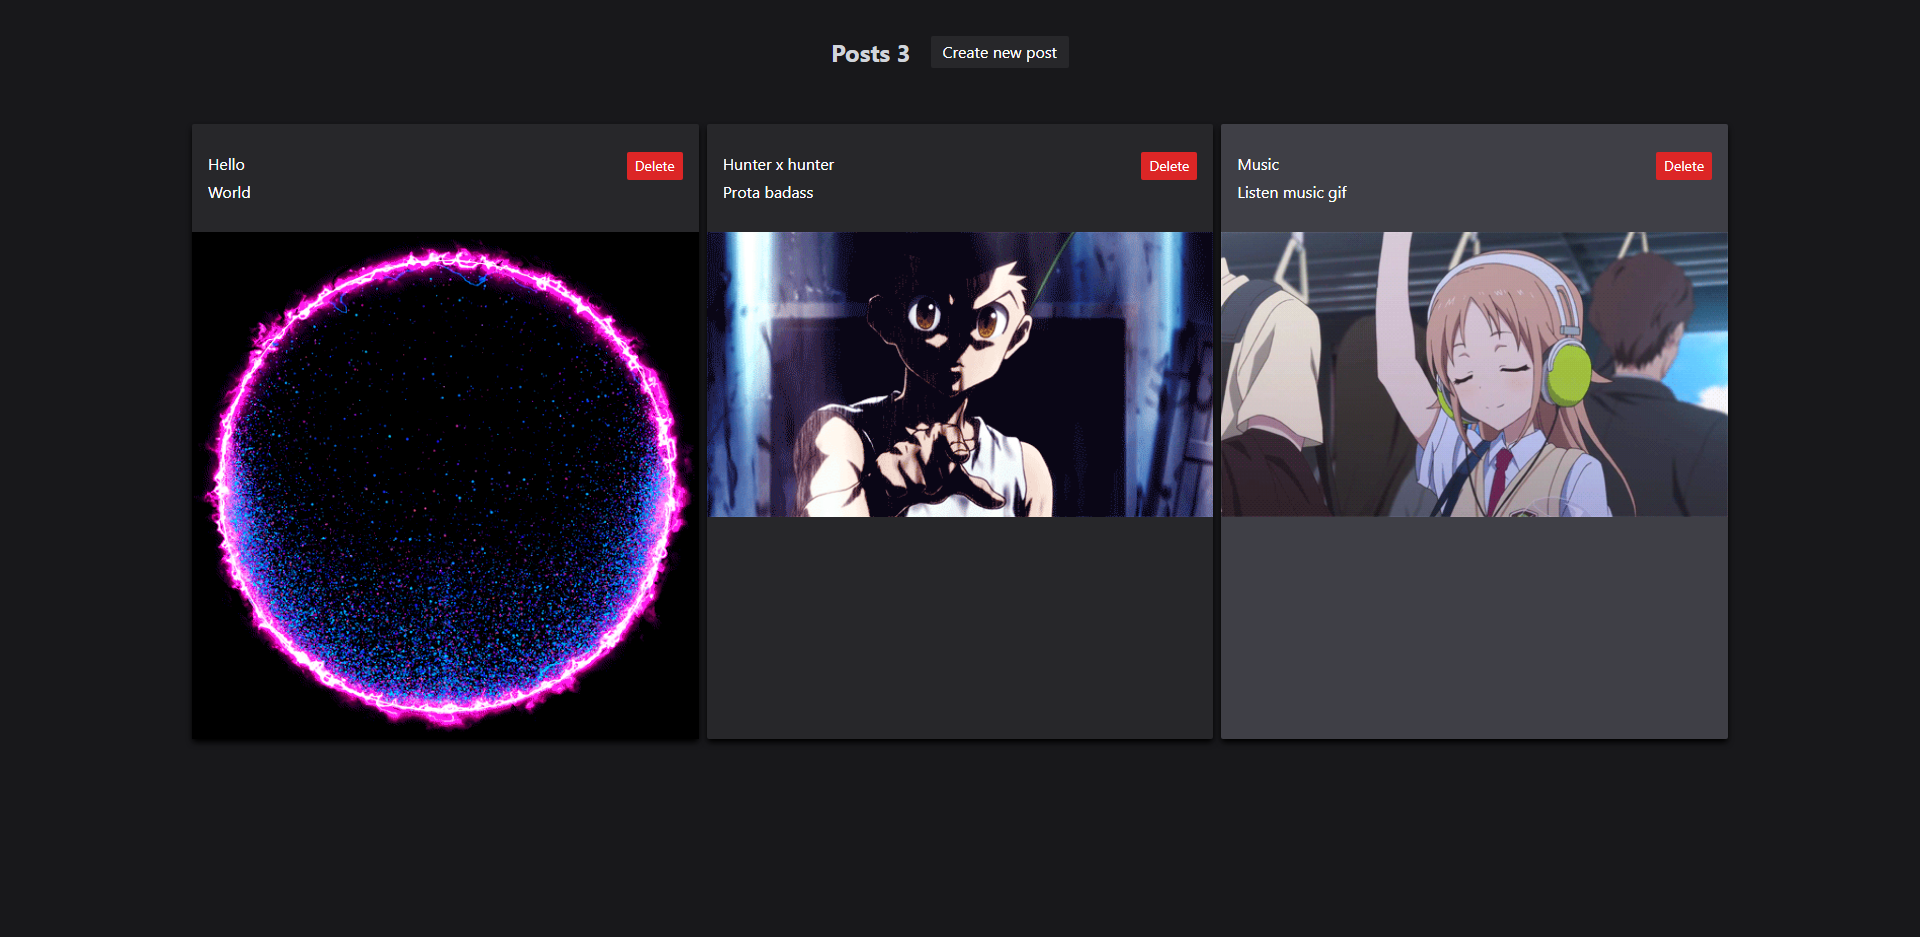 Posts 3
Create new post
Hello
Delete
World
Hunter x hunter
Delete
Prota badass
Music
Delete
Listen music gif